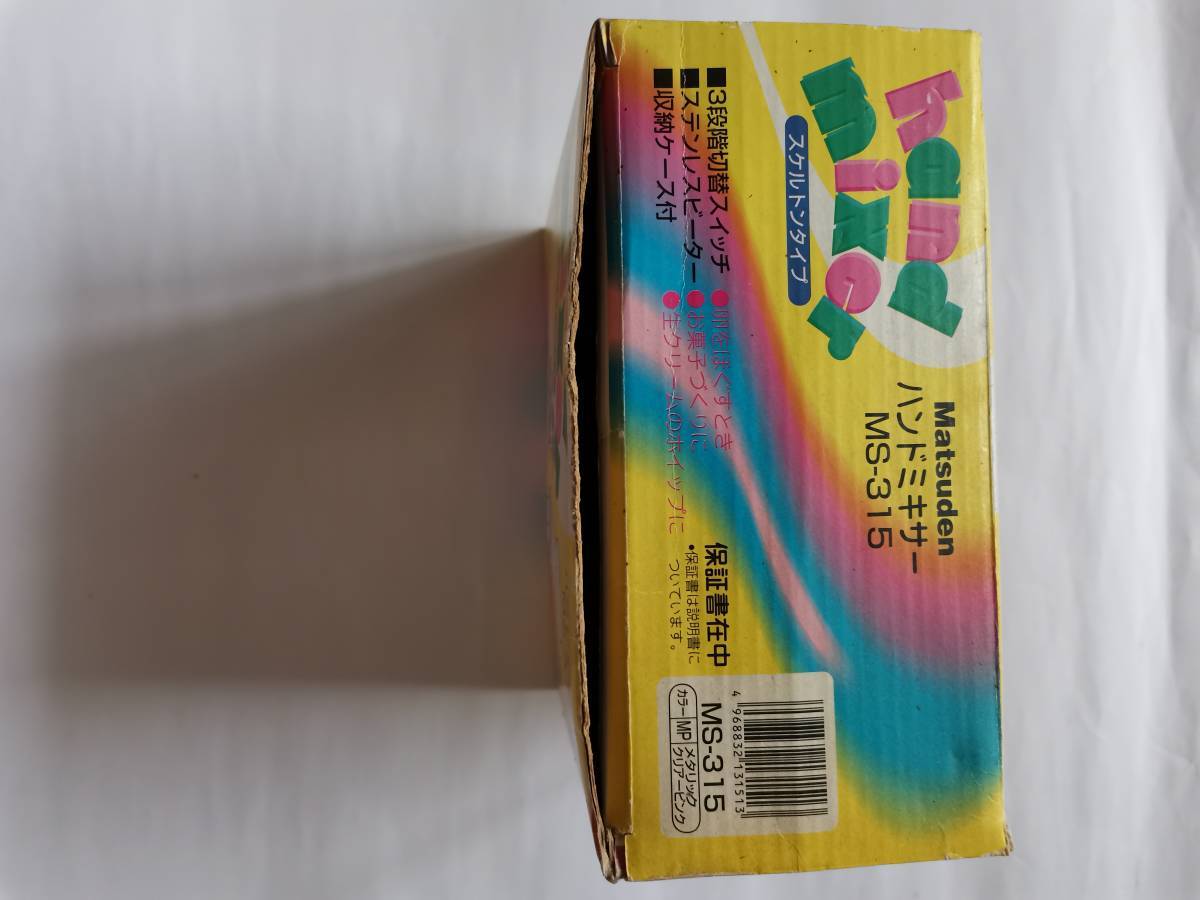 hand
mixer
スケルトンタイプ
Matsuden
ハンドミキサー
MS-315
■3段階切替スイッチ
■ステンレスビーター
■収納ケース付
●卵をほぐすとき
●お菓子づくりに
●生クリームのホイップに
保証書在中
・保証書は説明書に
ついています。
4 968832 131513
MS-315
カラー MP メタリック
クリアーピンク